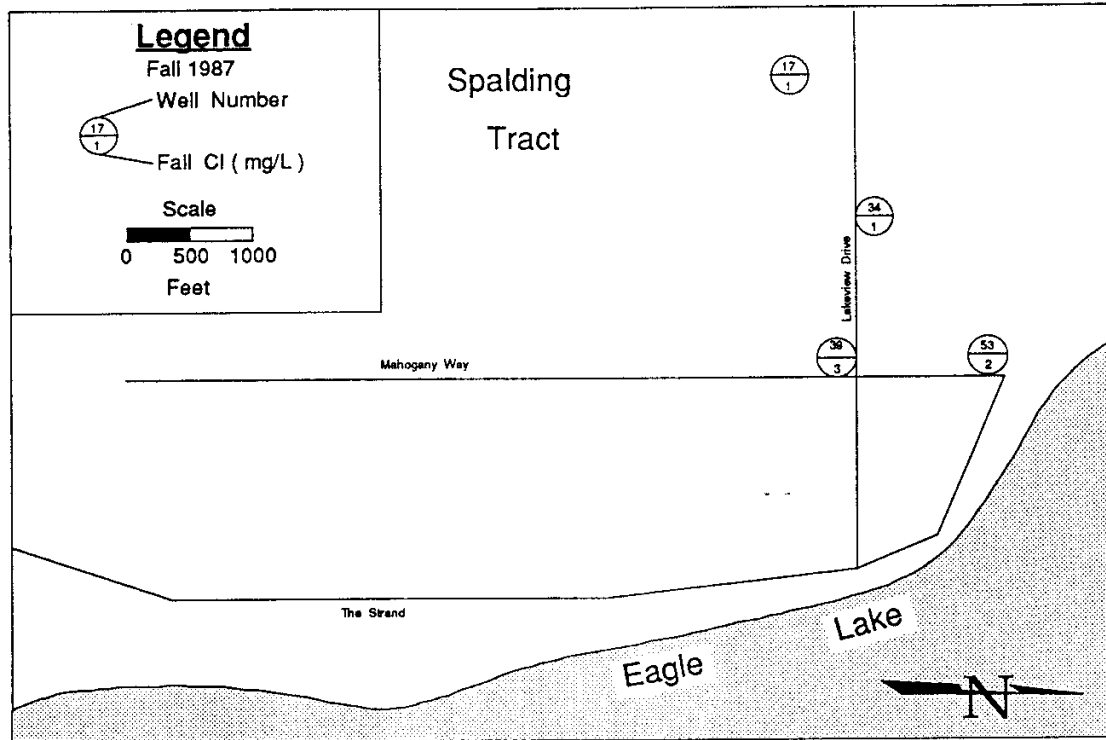 Legend
Fall 1987
Well Number
17
1
Fall Cl ( mg/L )
Scale
0 500 1000
Feet
Spalding
Tract
17
1
34
1
Lakeview Drive
39
3
53
2
Mahogany Way
The Strand
Eagle Lake
N